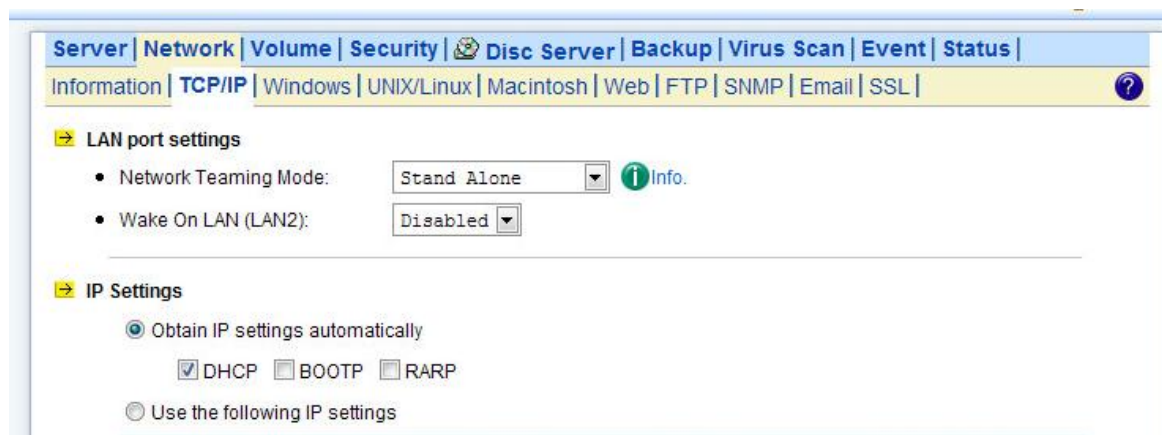 Server | Network | Volume | Security | Disc Server | Backup | Virus Scan | Event | Status |
Information | TCP/IP | Windows | UNIX/Linux | Macintosh | Web | FTP | SNMP | Email | SSL | ?
LAN port settings
Network Teaming Mode: Stand Alone Info.
Wake On LAN (LAN2): Disabled
IP Settings
Obtain IP settings automatically
DHCP BOOTP RARP
Use the following IP settings